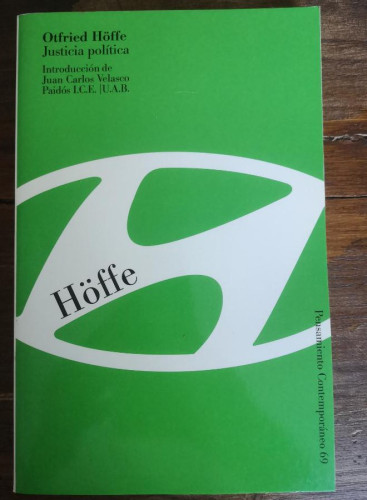 Otfried Höffe
Justicia política
Introducción de
Juan Carlos Velasco
Paidós I.C.E. |U.A.B.
Höffe
Pensamiento Contemporáneo 69